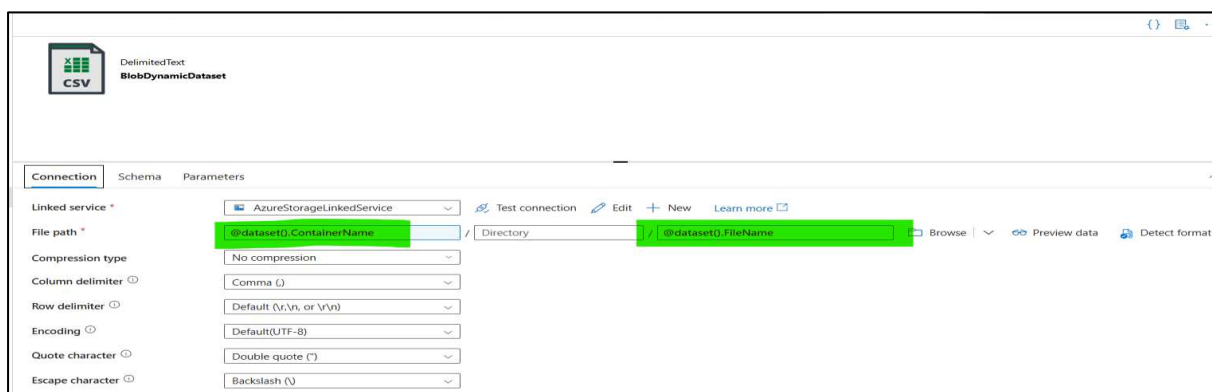 {}
DelimitedText
BlobDynamicDataset
CSV
Connection Schema Parameters
Linked service * AzureStorageLinkedService Test connection Edit + New Learn more
File path * @dataset().ContainerName / Directory / @dataset().FileName Browse Preview data Detect format
Compression type No compression
Column delimiter Comma (,)
Row delimiter Default (\r,\n, or \r\n)
Encoding Default(UTF-8)
Quote character Double quote (")
Escape character Backslash (\)